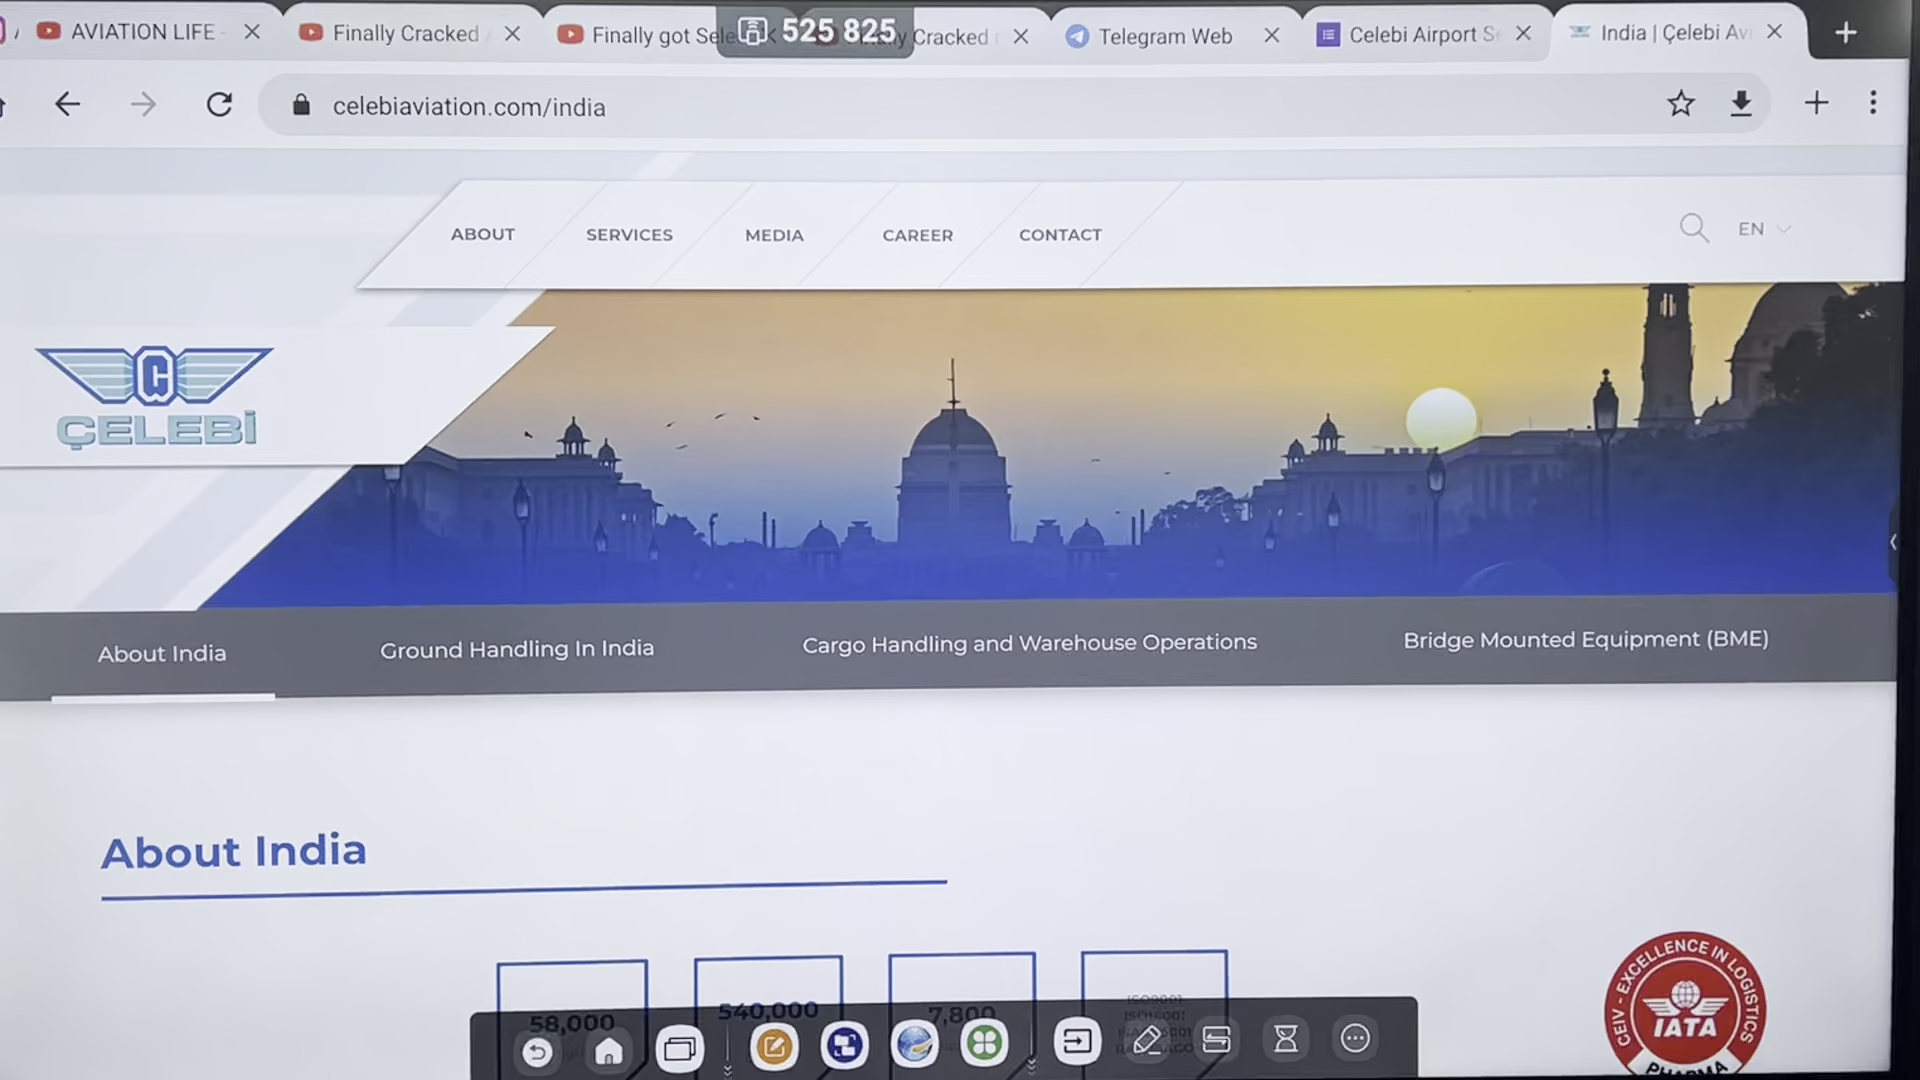 AVIATION LIFE
Finally Cracked
Finally got Sele
525 825
Cracked
Telegram Web
Celebi Airport S
India | Çelebi Av
celebiaviation.com/india
ABOUT
SERVICES
MEDIA
CAREER
CONTACT
EN
C
ÇELEBİ
About India
Ground Handling In India
Cargo Handling and Warehouse Operations
Bridge Mounted Equipment (BME)
About India
58,000
540,000
7,800
ISO9001
CEIV - EXCELLENCE IN LOGISTICS
IATA
PHARMA